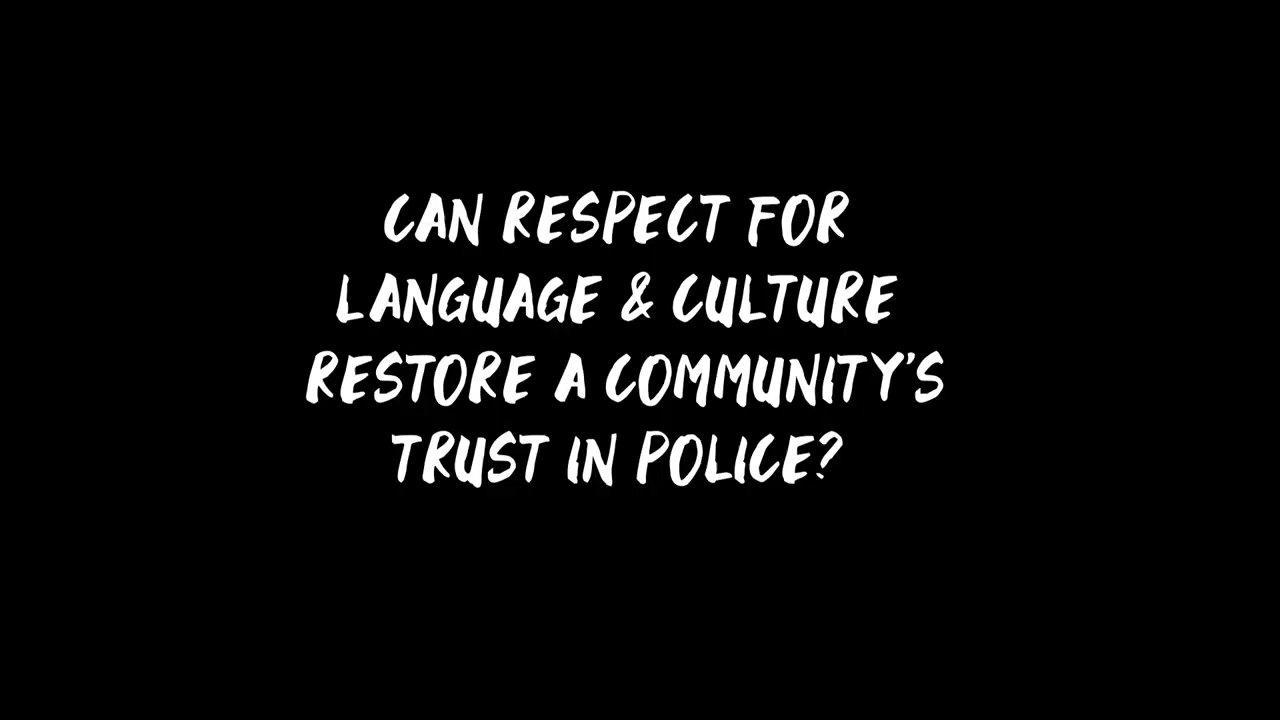 CAN RESPECT FOR
LANGUAGE & CULTURE
RESTORE A COMMUNITY'S
TRUST IN POLICE?